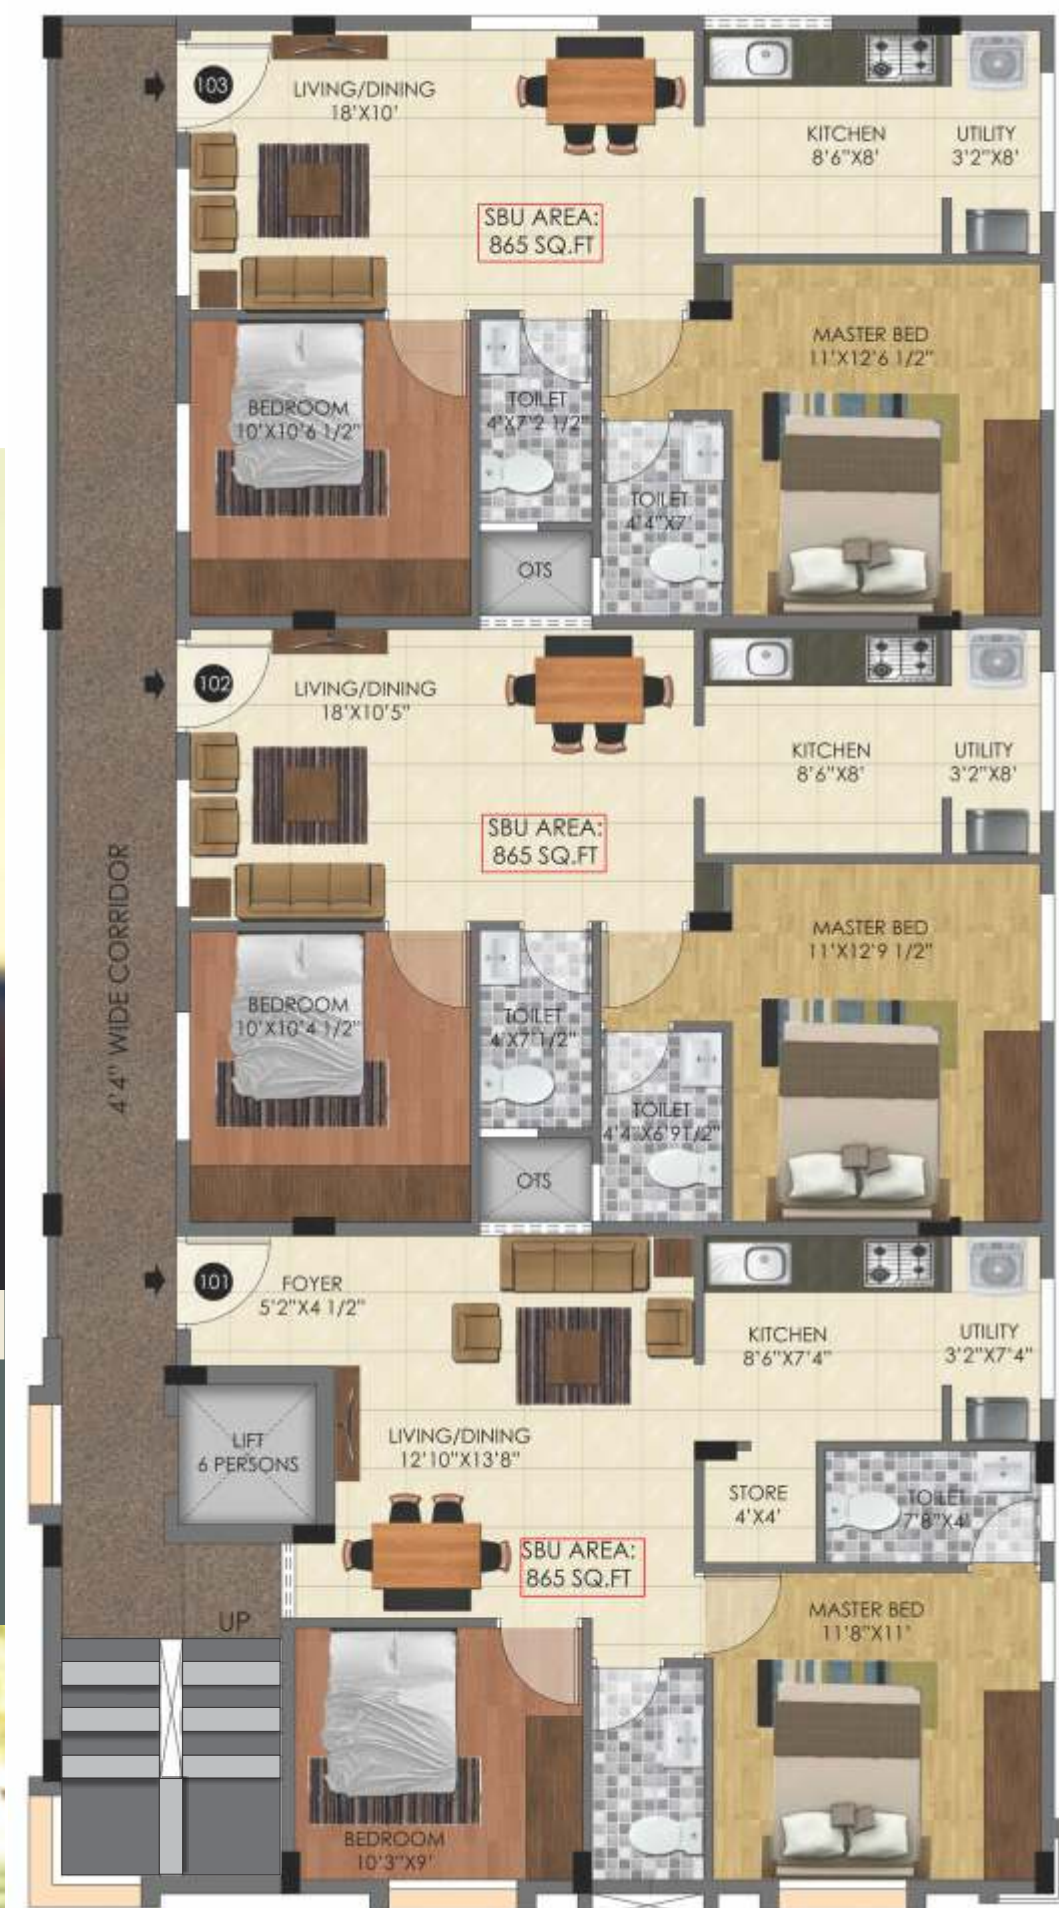 103
LIVING/DINING
18'X10'
KITCHEN
8'6"X8'
UTILITY
3'2"X8'
SBU AREA:
865 SQ.FT
MASTER BED
11'X12'6 1/2"
BEDROOM
10'X10'6 1/2"
TOILET
4'X7'2 1/2"
TOILET
4'4"X7'
OTS
102
LIVING/DINING
18'X10'5"
KITCHEN
8'6"X8'
UTILITY
3'2"X8'
SBU AREA:
865 SQ.FT
4'4" WIDE CORRIDOR
MASTER BED
11'X12'9 1/2"
BEDROOM
10'X10'4 1/2"
TOILET
4'X7'1/2"
TOILET
4'4"X6'91/2"
OTS
101
FOYER
5'2"X4 1/2"
KITCHEN
8'6"X7'4"
UTILITY
3'2"X7'4"
LIFT
6 PERSONS
LIVING/DINING
12'10"X13'8"
STORE
4'X4'
TOILET
7'8"X4'
SBU AREA:
865 SQ.FT
UP
MASTER BED
11'8"X11'
BEDROOM
10'3"X9'